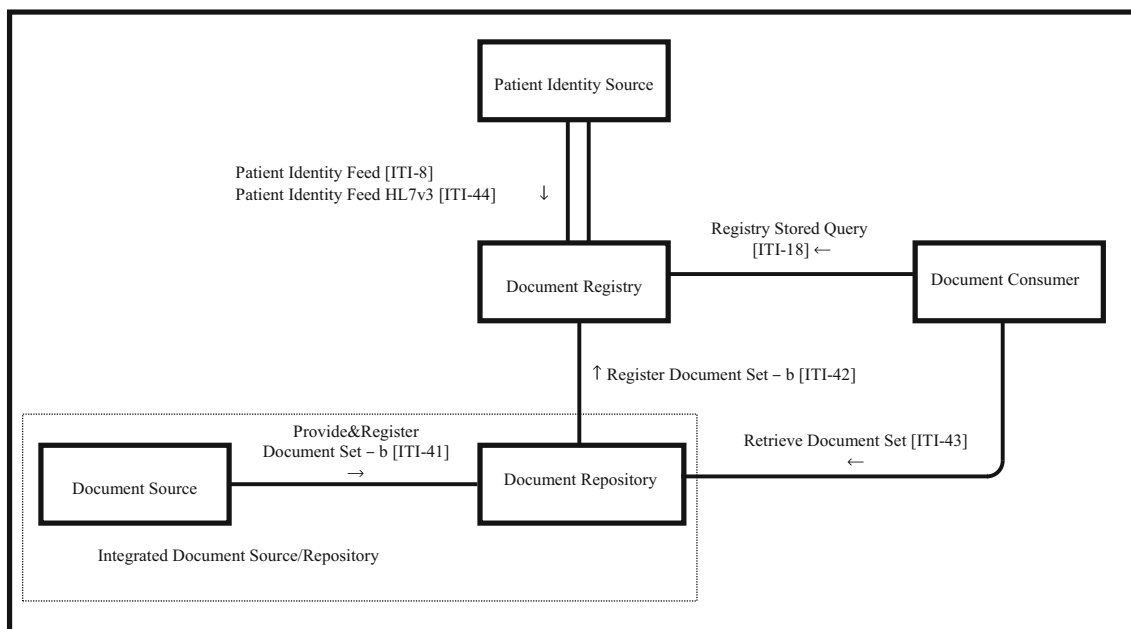 Patient Identity Source
Patient Identity Feed [ITI-8]
Patient Identity Feed HL7v3 [ITI-44] ↓
Registry Stored Query
[ITI-18] ←
Document Registry
Document Consumer
↑ Register Document Set – b [ITI-42]
Provide&Register
Document Set – b [ITI-41]
→
Retrieve Document Set [ITI-43]
←
Document Source
Document Repository
Integrated Document Source/Repository